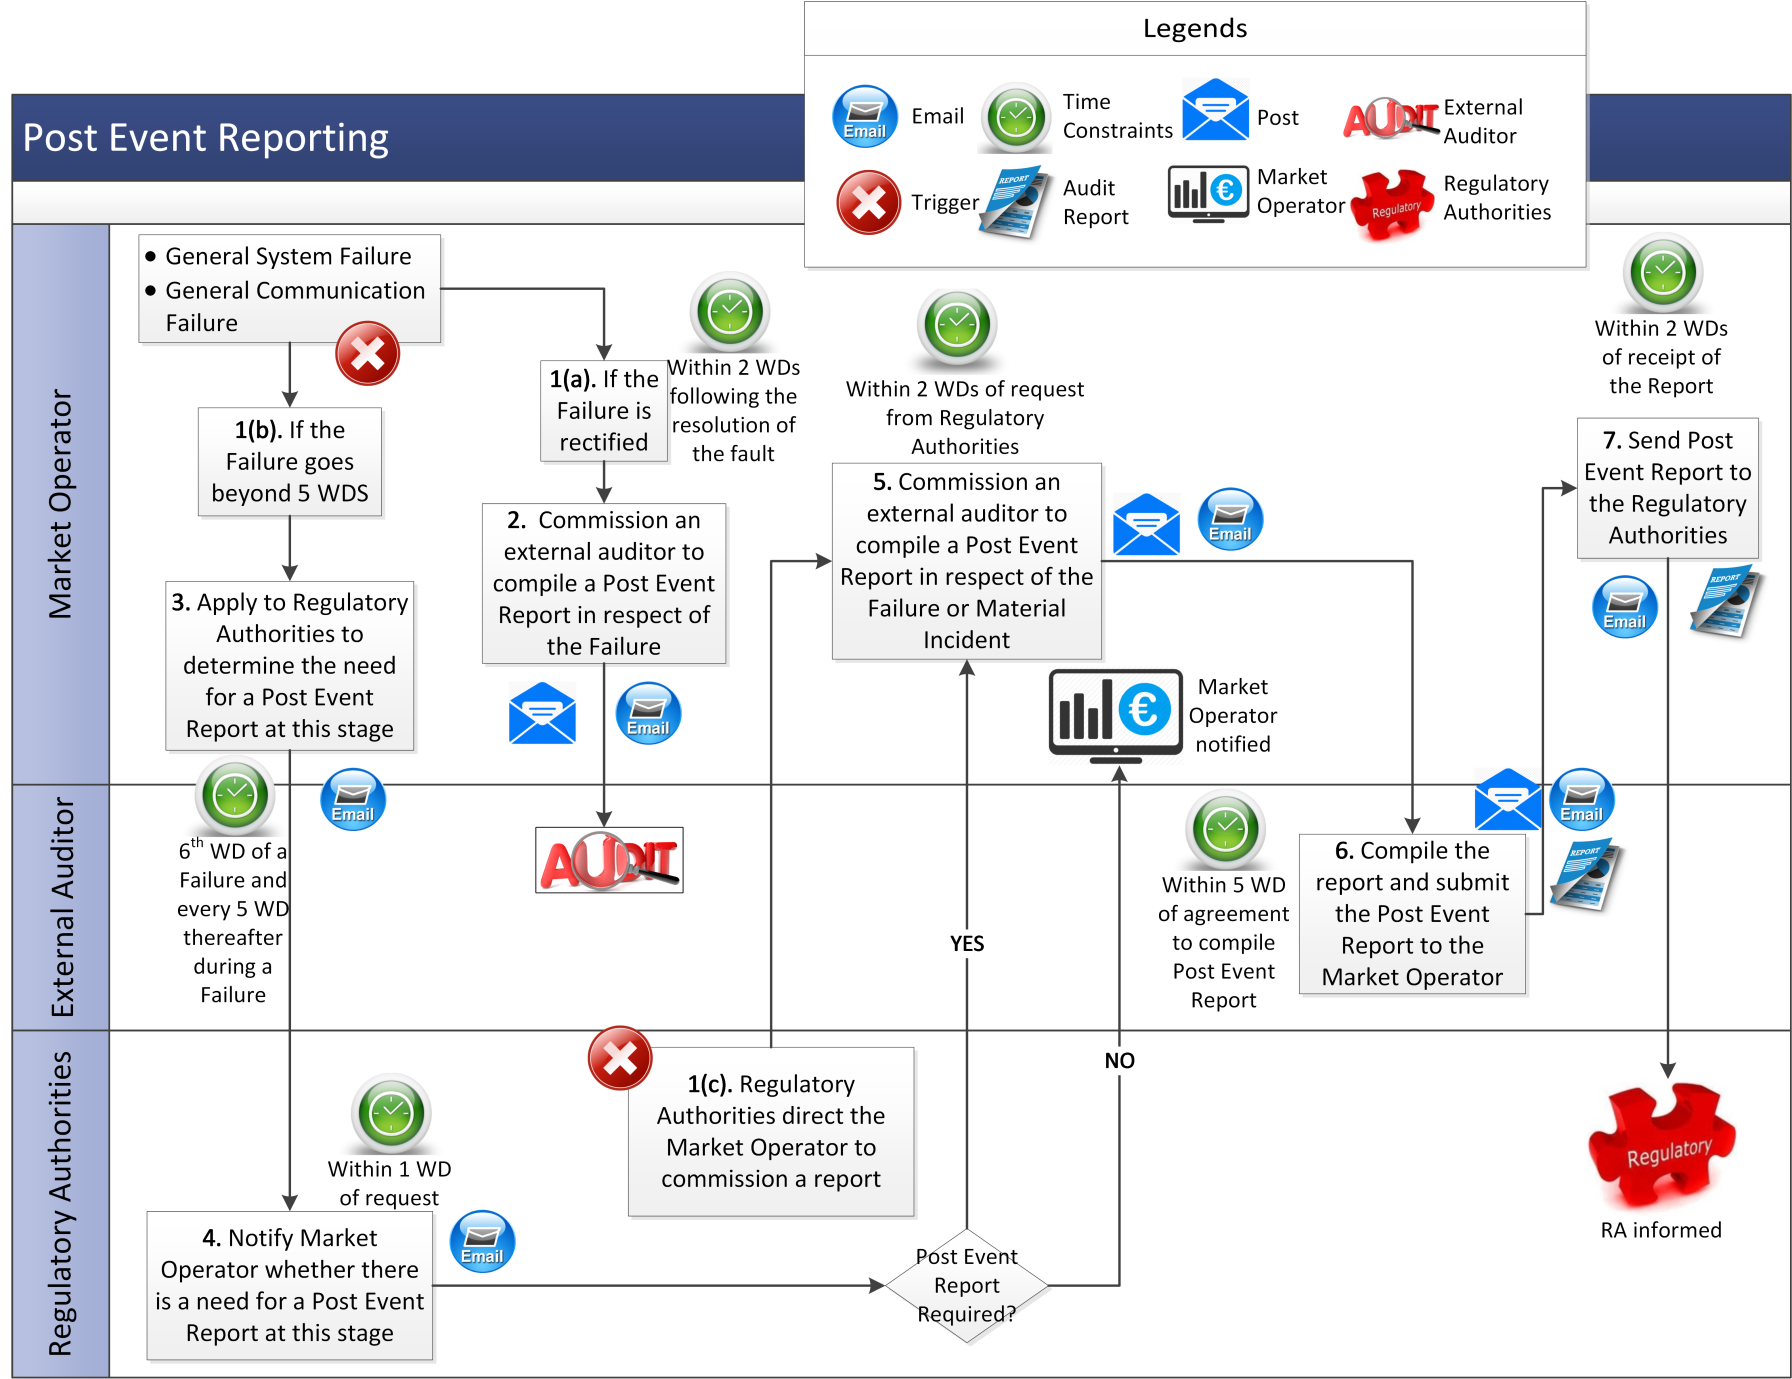 Legends
Email
Time
Constraints
Post
AUDIT
External
Auditor
Email
Trigger
REPORT
Audit
Report
€
Market
Operator
Regulatory
Regulatory
Authorities
Post Event Reporting
Market Operator
• General System Failure
• General Communication
Failure
1(b). If the
Failure goes
beyond 5 WDS
3. Apply to Regulatory
Authorities to
determine the need
for a Post Event
Report at this stage
1(a). If the
Failure is
rectified
Within 2 WDs
following the
resolution of
the fault
2. Commission an
external auditor to
compile a Post Event
Report in respect of
the Failure
Email
Within 2 WDs of request
from Regulatory
Authorities
5. Commission an
external auditor to
compile a Post Event
Report in respect of the
Failure or Material
Incident
Email
€
Market
Operator
notified
Within 2 WDs
of receipt of
the Report
7. Send Post
Event Report to
the Regulatory
Authorities
Email
REPORT
External Auditor
Email
6th WD of a
Failure and
every 5 WD
thereafter
during a
Failure
AUDIT
YES
Within 5 WD
of agreement
to compile
Post Event
Report
6. Compile the
report and submit
the Post Event
Report to the
Market Operator
Email
REPORT
Regulatory Authorities
Within 1 WD
of request
4. Notify Market
Operator whether there
is a need for a Post Event
Report at this stage
Email
1(c). Regulatory
Authorities direct the
Market Operator to
commission a report
NO
Post Event
Report
Required?
Regulatory
RA informed